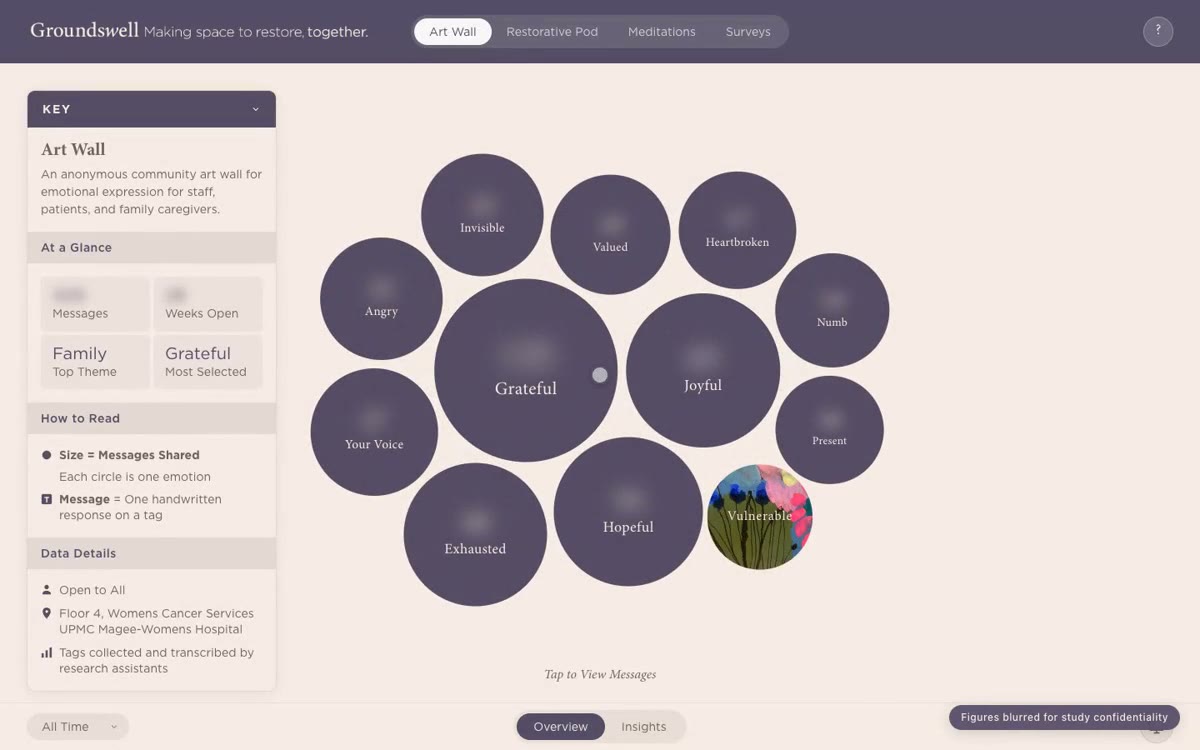 Groundswell Making space to restore, together.
Art Wall
Restorative Pod
Meditations
Surveys
?
KEY
Art Wall
An anonymous community art wall for
emotional expression for staff,
patients, and family caregivers.
At a Glance
Messages
Weeks Open
Family
Top Theme
Grateful
Most Selected
How to Read
Size = Messages Shared
Each circle is one emotion
T Message = One handwritten
response on a tag
Data Details
Open to All
Floor 4, Womens Cancer Services
UPMC Magee-Womens Hospital
Tags collected and transcribed by
research assistants
Invisible
Valued
Heartbroken
Angry
Numb
Grateful
Joyful
Your Voice
Present
Vulnerable
Hopeful
Exhausted
Tap to View Messages
All Time
Overview
Insights
Figures blurred for study confidentiality